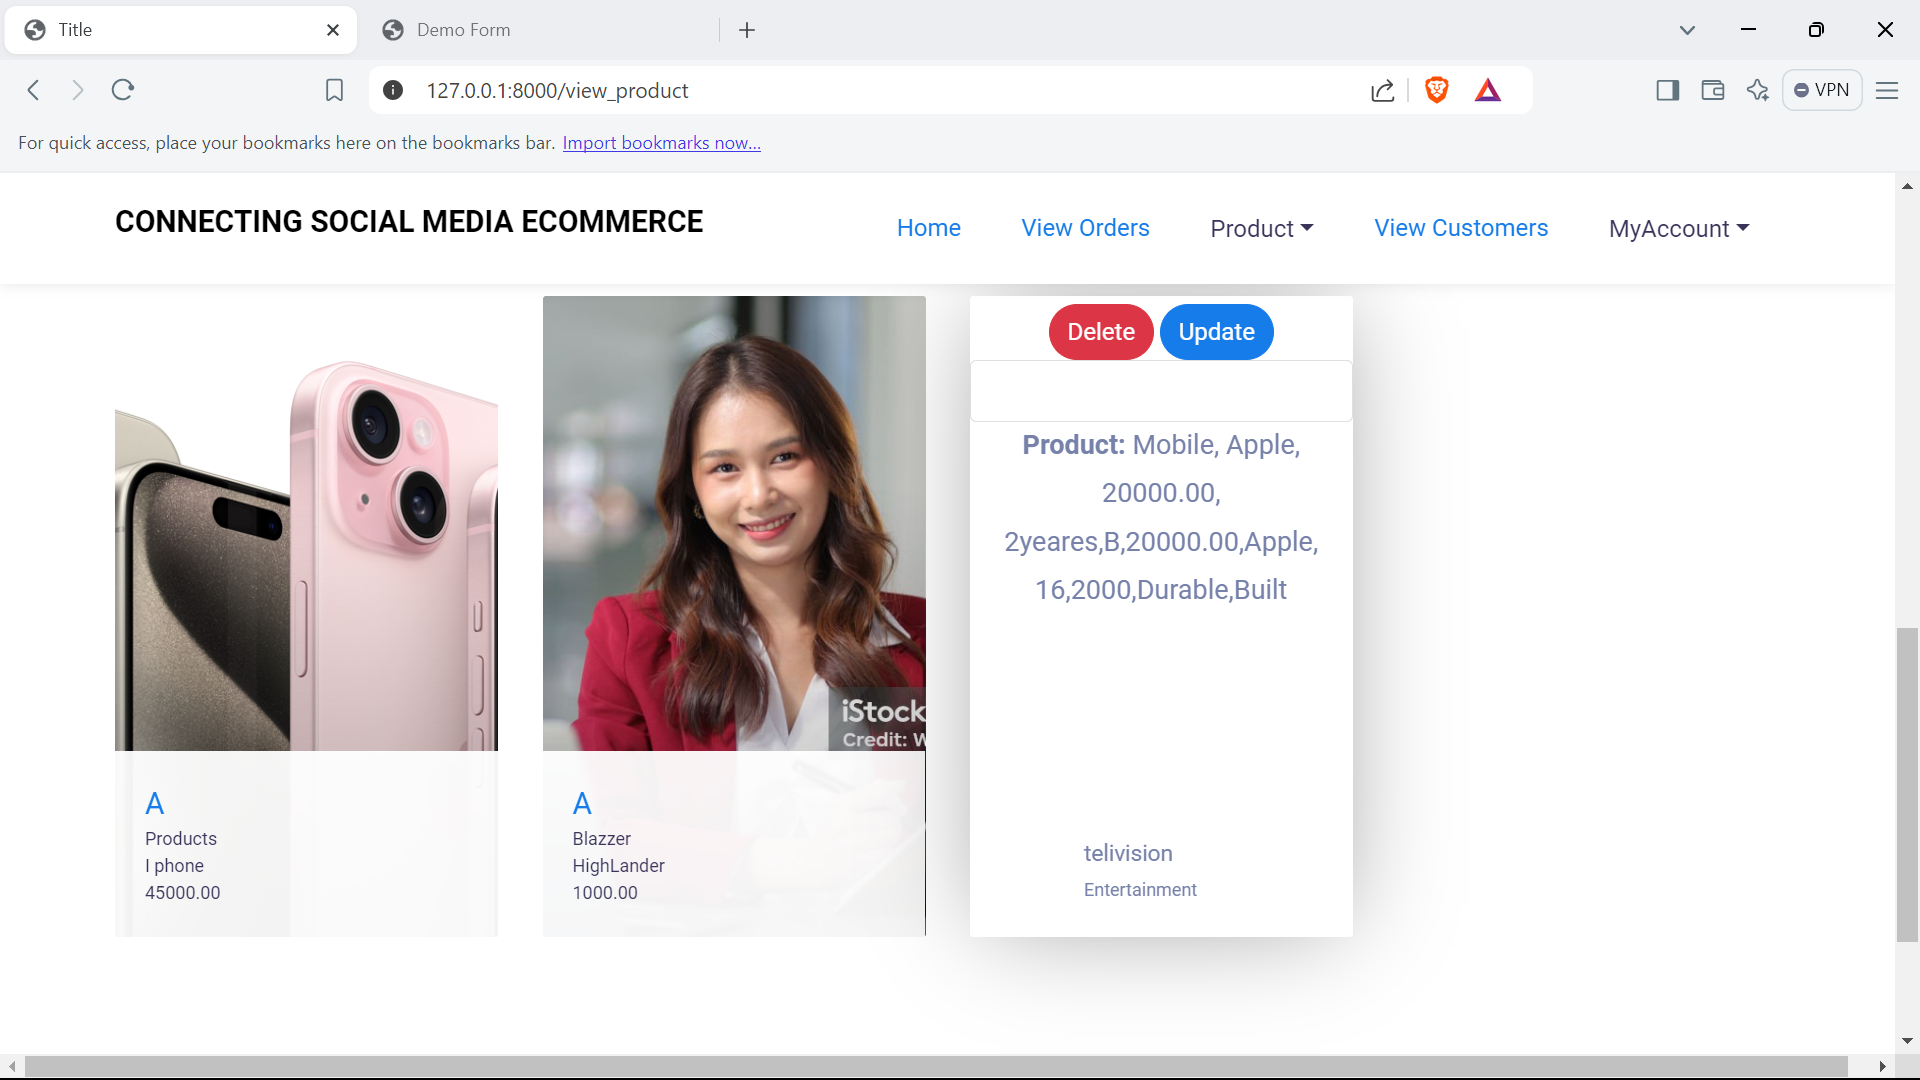 Title
Demo Form
127.0.0.1:8000/view_product
VPN
For quick access, place your bookmarks here on the bookmarks bar. Import bookmarks now...
CONNECTING SOCIAL MEDIA ECOMMERCE
Home
View Orders
Product
View Customers
MyAccount
iStock
Credit: W
A
Products
I phone
45000.00
A
Blazzer
HighLander
1000.00
Delete
Update
Product: Mobile, Apple,
20000.00,
2yeares,B,20000.00,Apple,
16,2000,Durable,Built
telivision
Entertainment